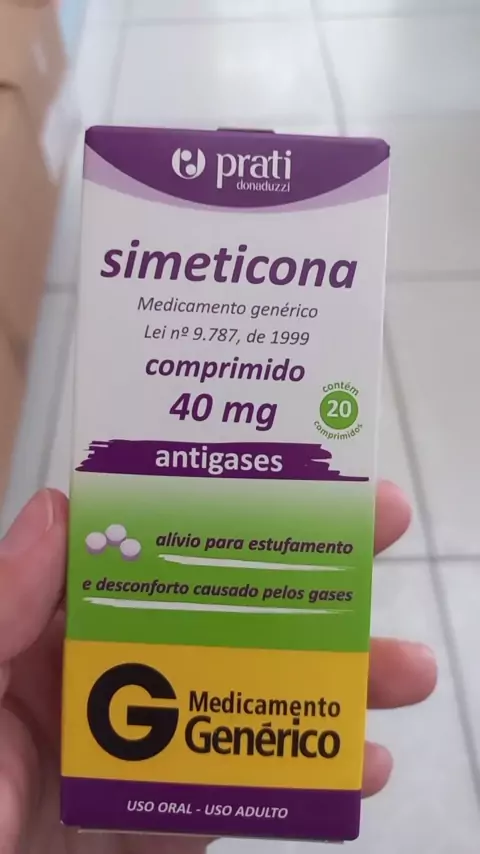 prati
donaduzzi
simeticona
Medicamento genérico
Lei nº 9.787, de 1999
comprimido
40 mg
contém
20
comprimidos
antigases
alívio para estufamento
e desconforto causado pelos gases
G Medicamento
Genérico
USO ORAL - USO ADULTO